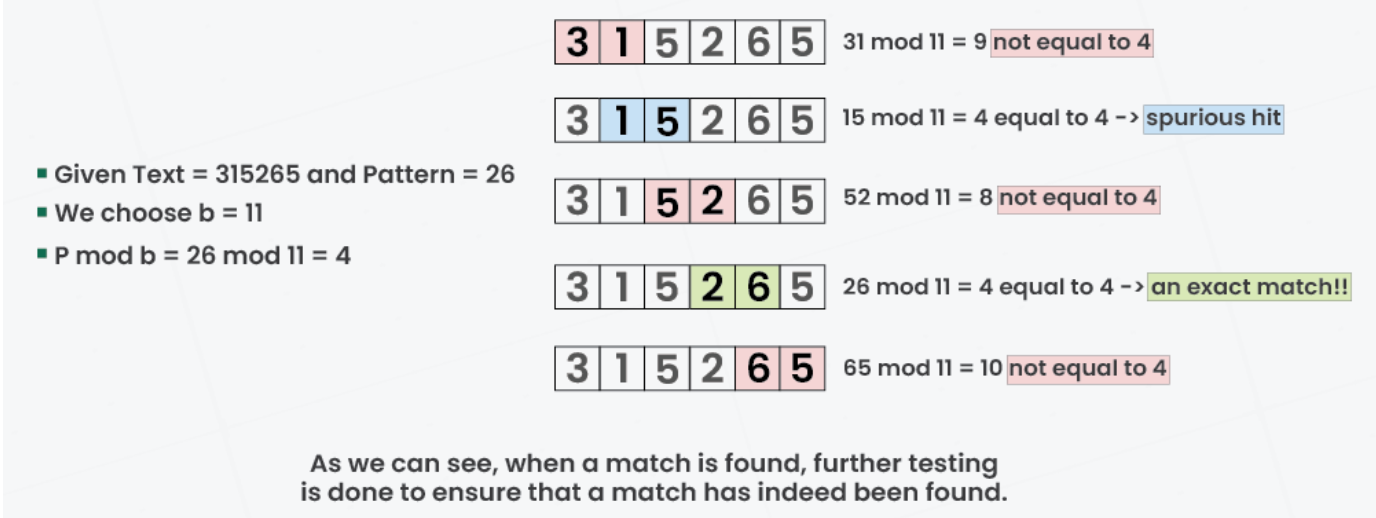 3 1 5 2 6 5 31 mod 11 = 9 not equal to 4
3 1 5 2 6 5 15 mod 11 = 4 equal to 4 -> spurious hit
▪ Given Text = 315265 and Pattern = 26
3 1 5 2 6 5 52 mod 11 = 8 not equal to 4
▪ We choose b = 11
▪ P mod b = 26 mod 11 = 4
3 1 5 2 6 5 26 mod 11 = 4 equal to 4 -> an exact match!!
3 1 5 2 6 5 65 mod 11 = 10 not equal to 4
As we can see, when a match is found, further testing
is done to ensure that a match has indeed been found.